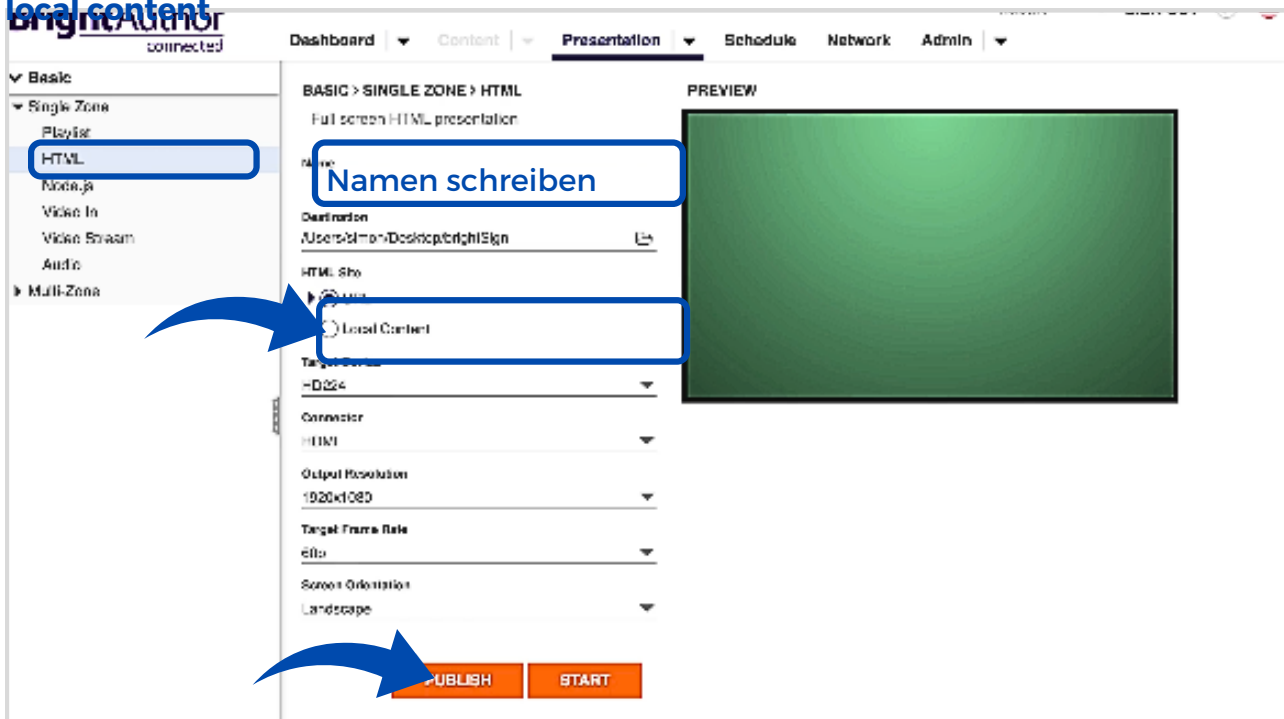 local content
BrightAuthor
connected
Dashboard
Content
Presentation
Schedule
Network
Admin
Basic
Single Zone
Playlist
HTML
Node.js
Video In
Video Stream
Audio
Multi-Zone
BASIC > SINGLE ZONE > HTML
Full screen HTML presentation
Name
Namen schreiben
Destination
/Users/simon/Desktop/brightSign
HTML Site
Local Content
Target
HD224
Connector
HDMI
Output Resolution
1920x1080
Target Frame Rate
Screen Orientation
Landscape
PUBLISH
START
PREVIEW